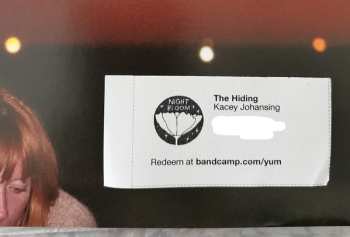 NIGHT
BLOOM
The Hiding
Kacey Johansing
Redeem at bandcamp.com/yum